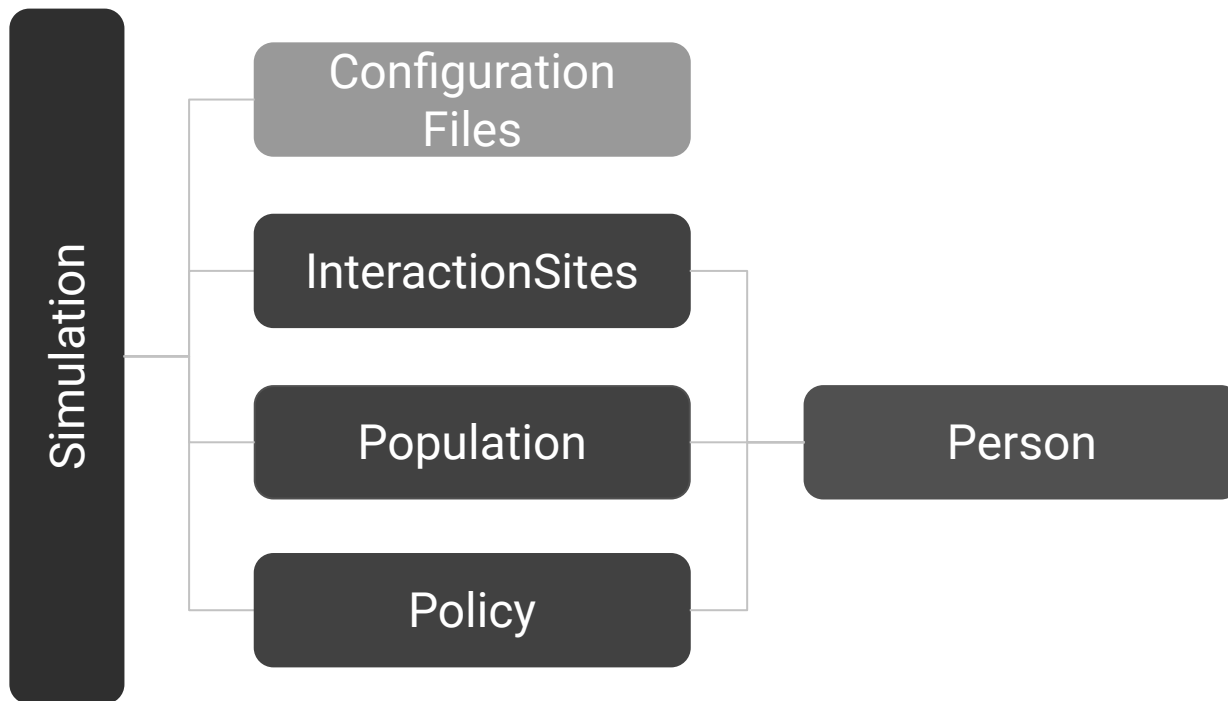 Simulation
Configuration
Files
InteractionSites
Population
Person
Policy